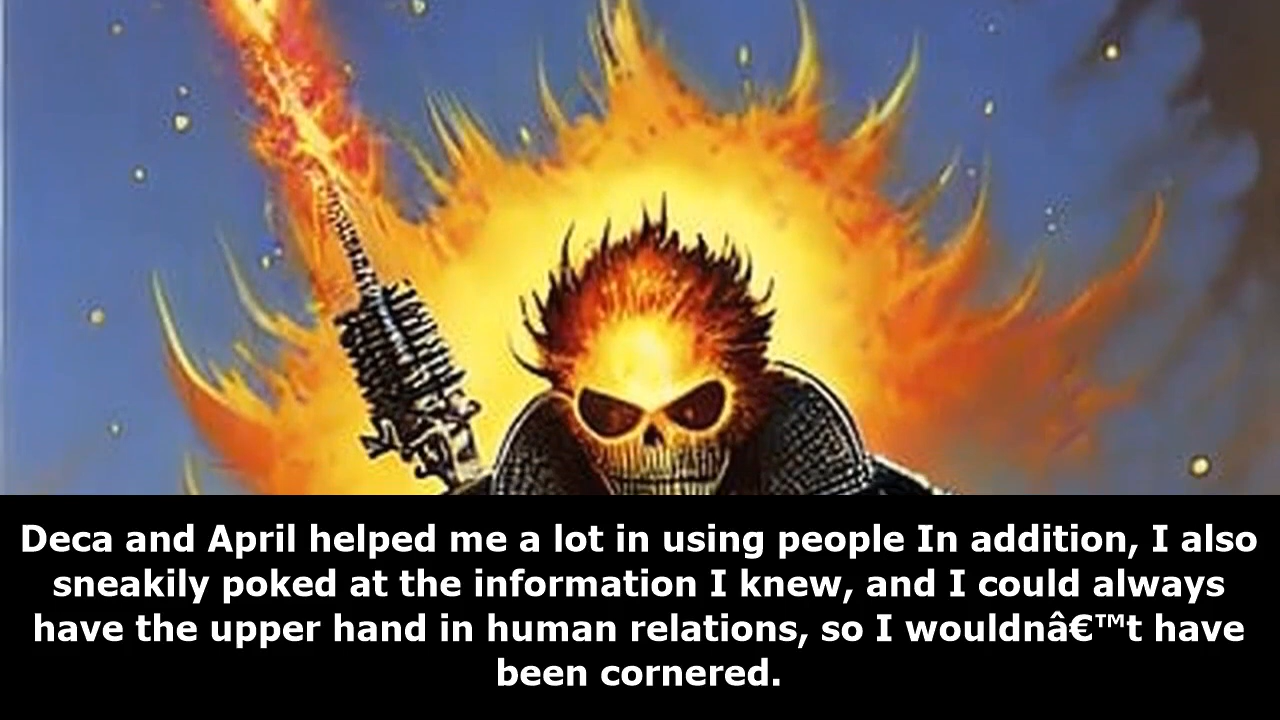 Deca and April helped me a lot in using people In addition, I also
sneakily poked at the information I knew, and I could always
have the upper hand in human relations, so I wouldnâ€™t have
been cornered.